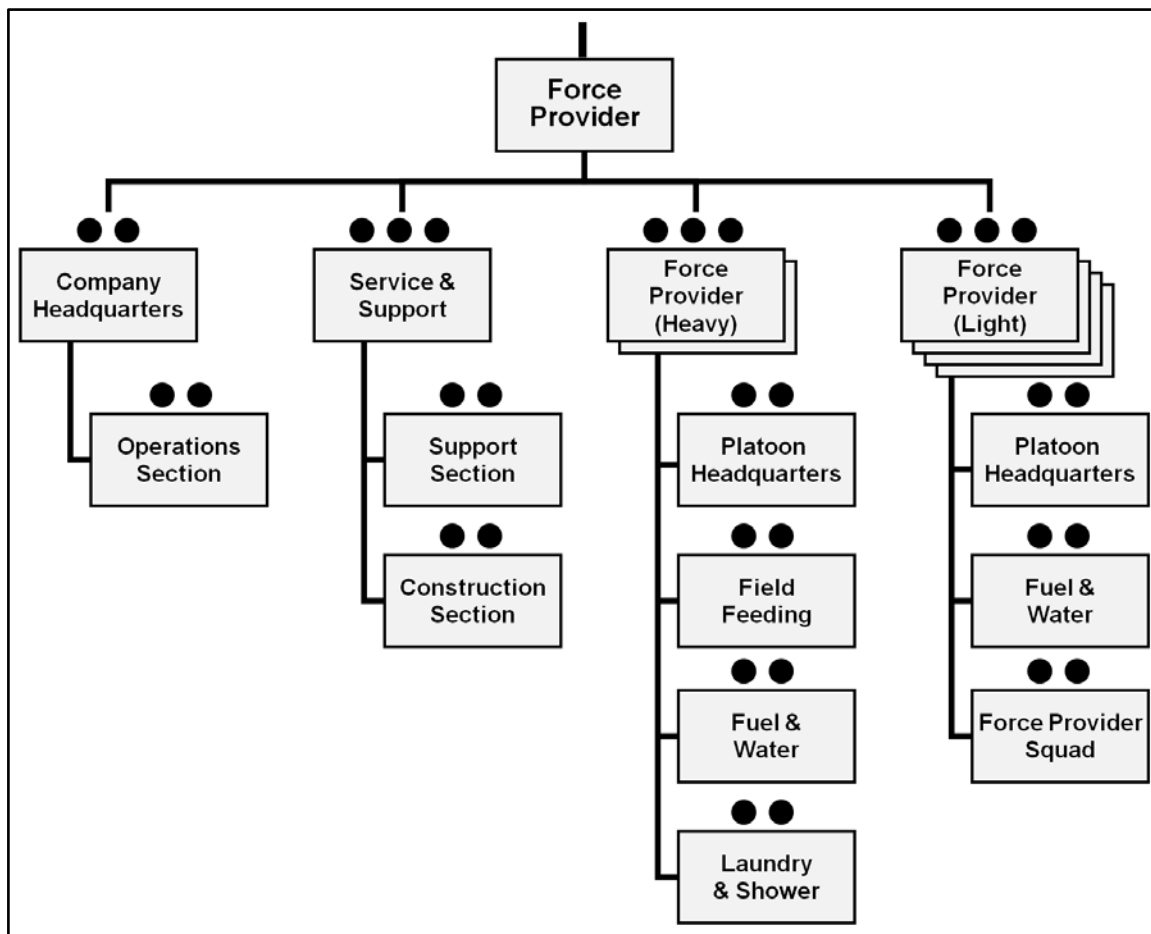 Force
Provider
Company
Headquarters
Service &
Support
Force
Provider
(Heavy)
Force
Provider
(Light)
Operations
Section
Support
Section
Platoon
Headquarters
Platoon
Headquarters
Construction
Section
Field
Feeding
Fuel &
Water
Fuel &
Water
Force Provider
Squad
Laundry
& Shower